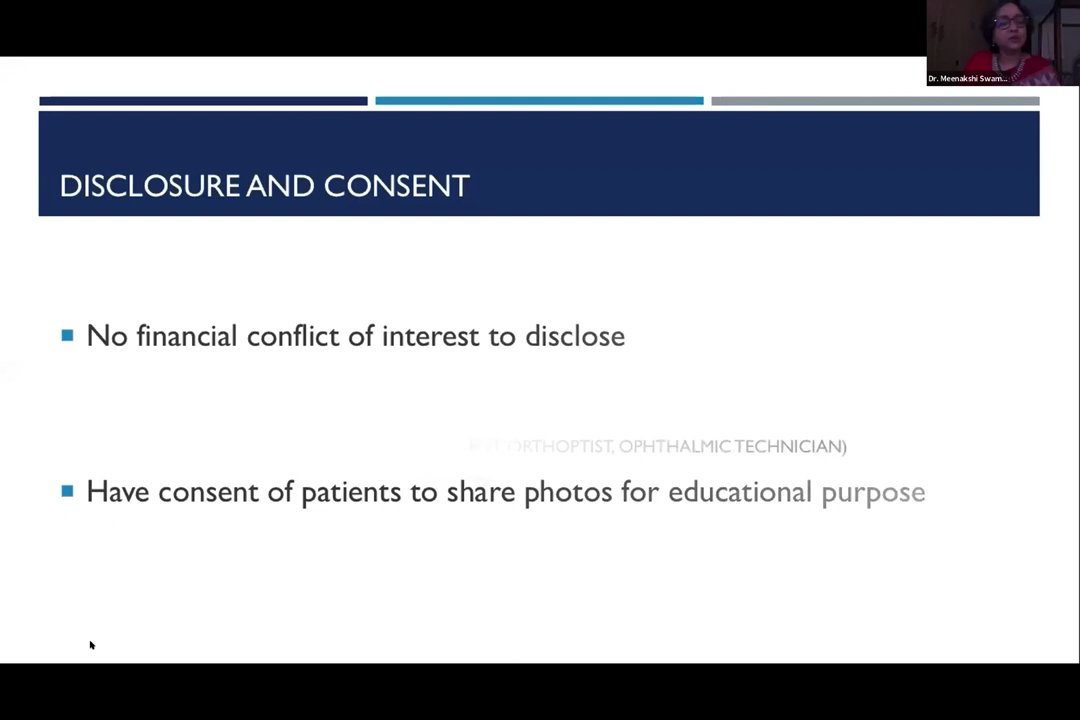 Dr. Meenakshi Swam...
DISCLOSURE AND CONSENT
No financial conflict of interest to disclose
ORTHOPTIST, OPHTHALMIC TECHNICIAN)
Have consent of patients to share photos for educational purpose